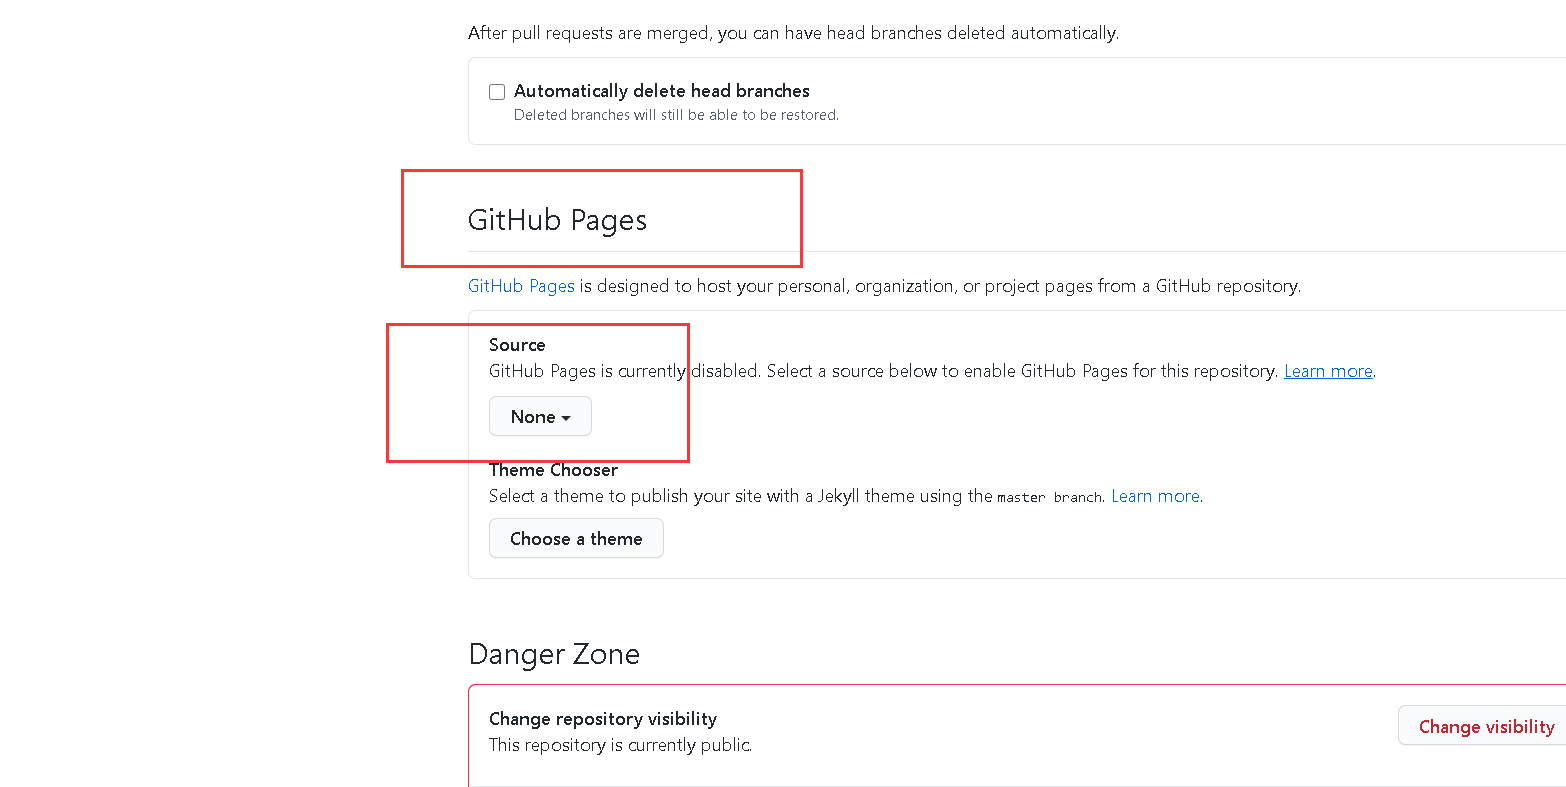 After pull requests are merged, you can have head branches deleted automatically.
Automatically delete head branches
Deleted branches will still be able to be restored.
GitHub Pages
GitHub Pages is designed to host your personal, organization, or project pages from a GitHub repository.
Source
GitHub Pages is currently disabled. Select a source below to enable GitHub Pages for this repository. Learn more.
None
Theme Chooser
Select a theme to publish your site with a Jekyll theme using the master branch. Learn more.
Choose a theme
Danger Zone
Change repository visibility
This repository is currently public.
Change visibility